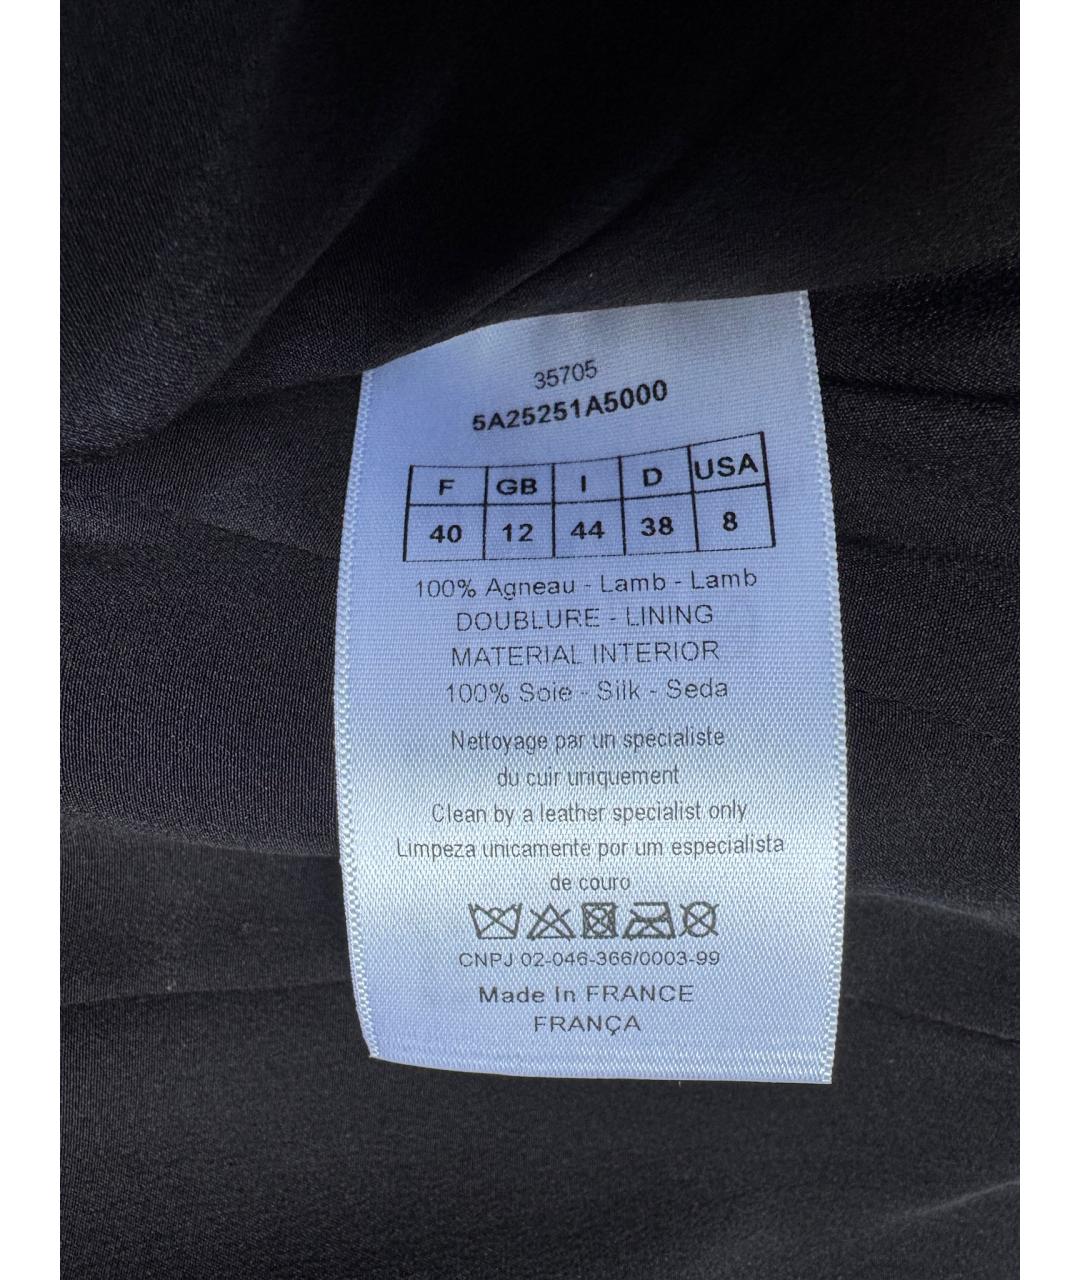 35705
5A25251A5000
F GB I D USA
40 12 44 38 8
100% Agneau - Lamb - Lamb
DOUBLURE - LINING
MATERIAL INTERIOR
100% Soie - Silk - Seda
Nettoyage par un spécialiste
du cuir uniquement
Clean by a leather specialist only
Limpeza unicamente por um especialista
de couro
CNPJ 02-046-366/0003-99
Made In FRANCE
FRANÇA